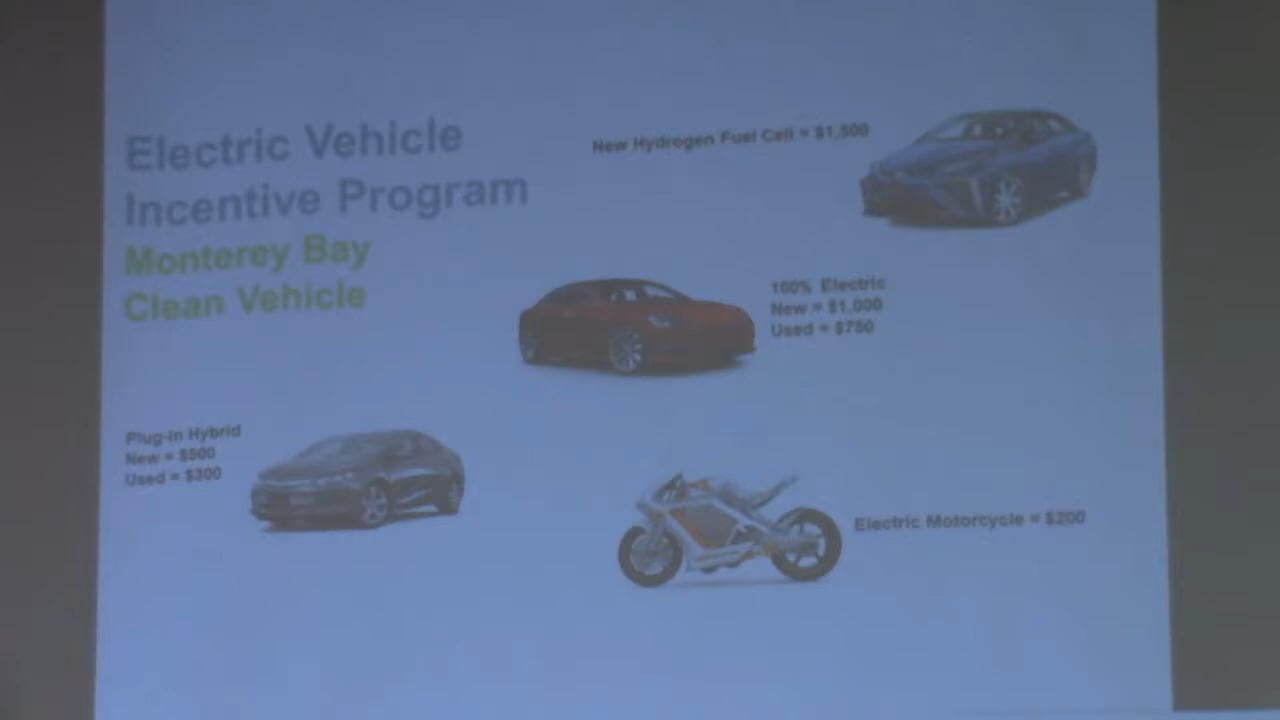 Electric Vehicle
Incentive Program
Monterey Bay
Clean Vehicle
New Hydrogen Fuel Cell = $1,500
100% Electric
New = $1,000
Used = $750
Plug-in Hybrid
New = $500
Used = $300
Electric Motorcycle = $200